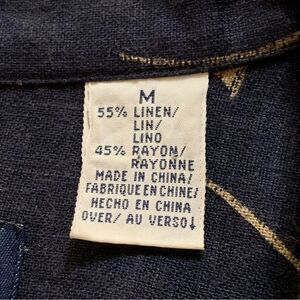 M
55% LINEN/
LIN/
LINO
45% RAYON/
RAYONNE
MADE IN CHINA/
FABRIQUE EN CHINE/
HECHO EN CHINA
OVER/ AU VERSO↓